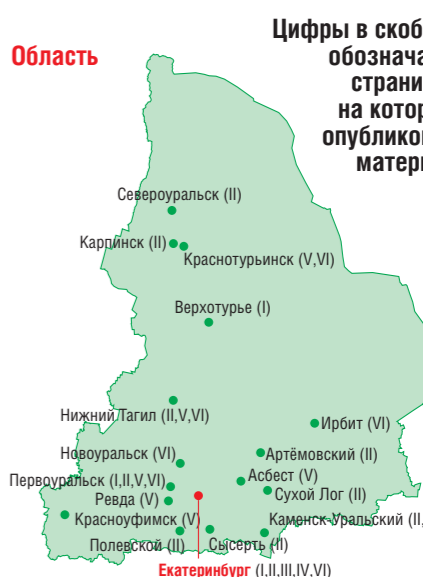 Область
Цифры в скоб
обознача
страни
на котор
опубликов
матери
Североуральск (II)
Карпинск (II)
Краснотурьинск (V,VI)
Верхотурье (I)
Нижний Тагил (II,V,VI)
Ирбит (VI)
Новоуральск (VI)
Артёмовский (II)
Первоуральск (I,II,V,VI)
Асбест (V)
Ревда (V)
Сухой Лог (II)
Красноуфимск (V)
Каменск-Уральский (II,
Полевской (II)
Сысерть (II)
Екатеринбург (I,II,III,IV,VI)